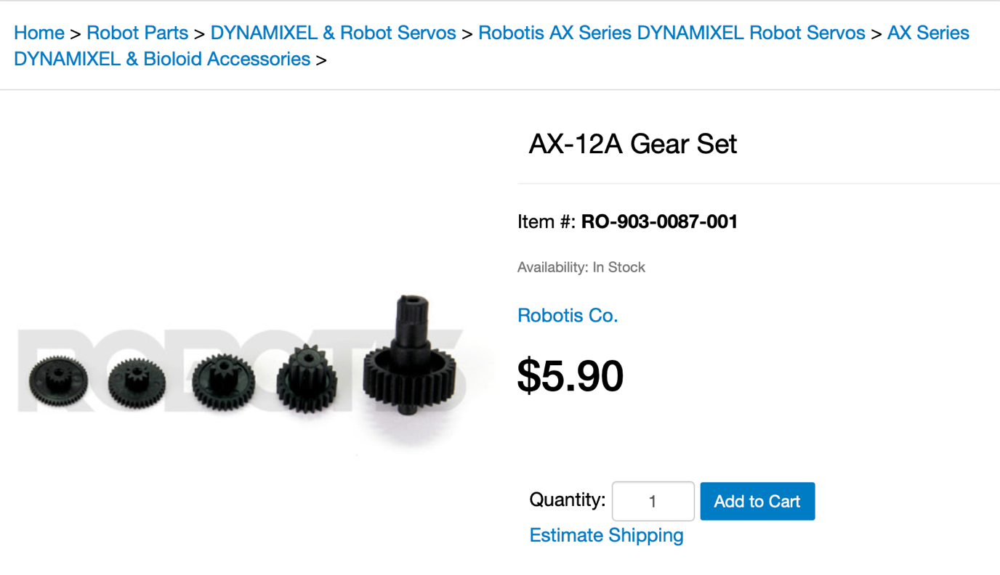 Home > Robot Parts > DYNAMIXEL & Robot Servos > Robotis AX Series DYNAMIXEL Robot Servos > AX Series
DYNAMIXEL & Bioloid Accessories >
AX-12A Gear Set
Item #: RO-903-0087-001
Availability: In Stock
Robotis Co.
$5.90
ROBOTIS
Quantity: 1 Add to Cart
Estimate Shipping